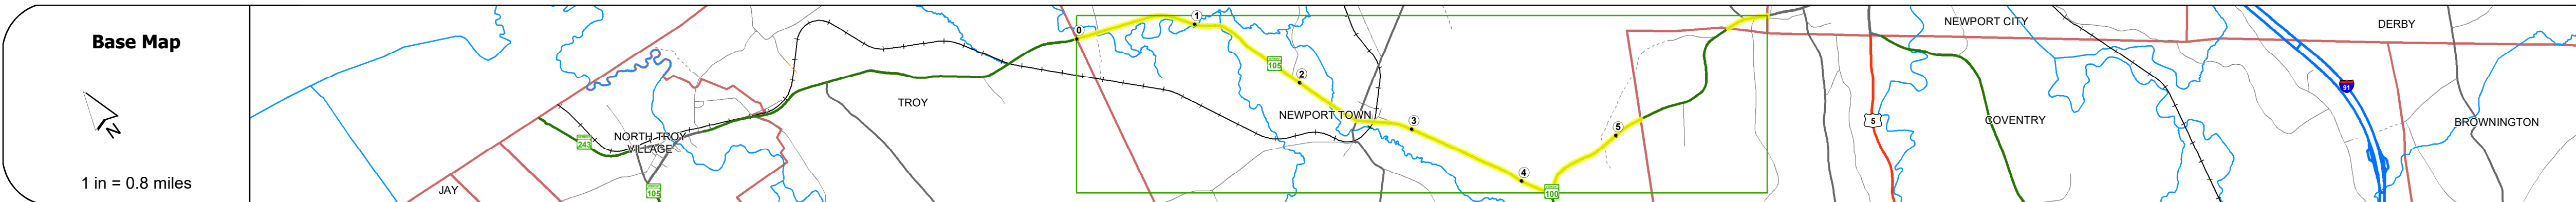 Base Map
N
1 in = 0.8 miles
JAY
243
NORTH TROY
VILLAGE
105
TROY
0
1
105
2
NEWPORT TOWN
3
4
100
5
5
NEWPORT CITY
COVENTRY
91
DERBY
BROWNINGTON